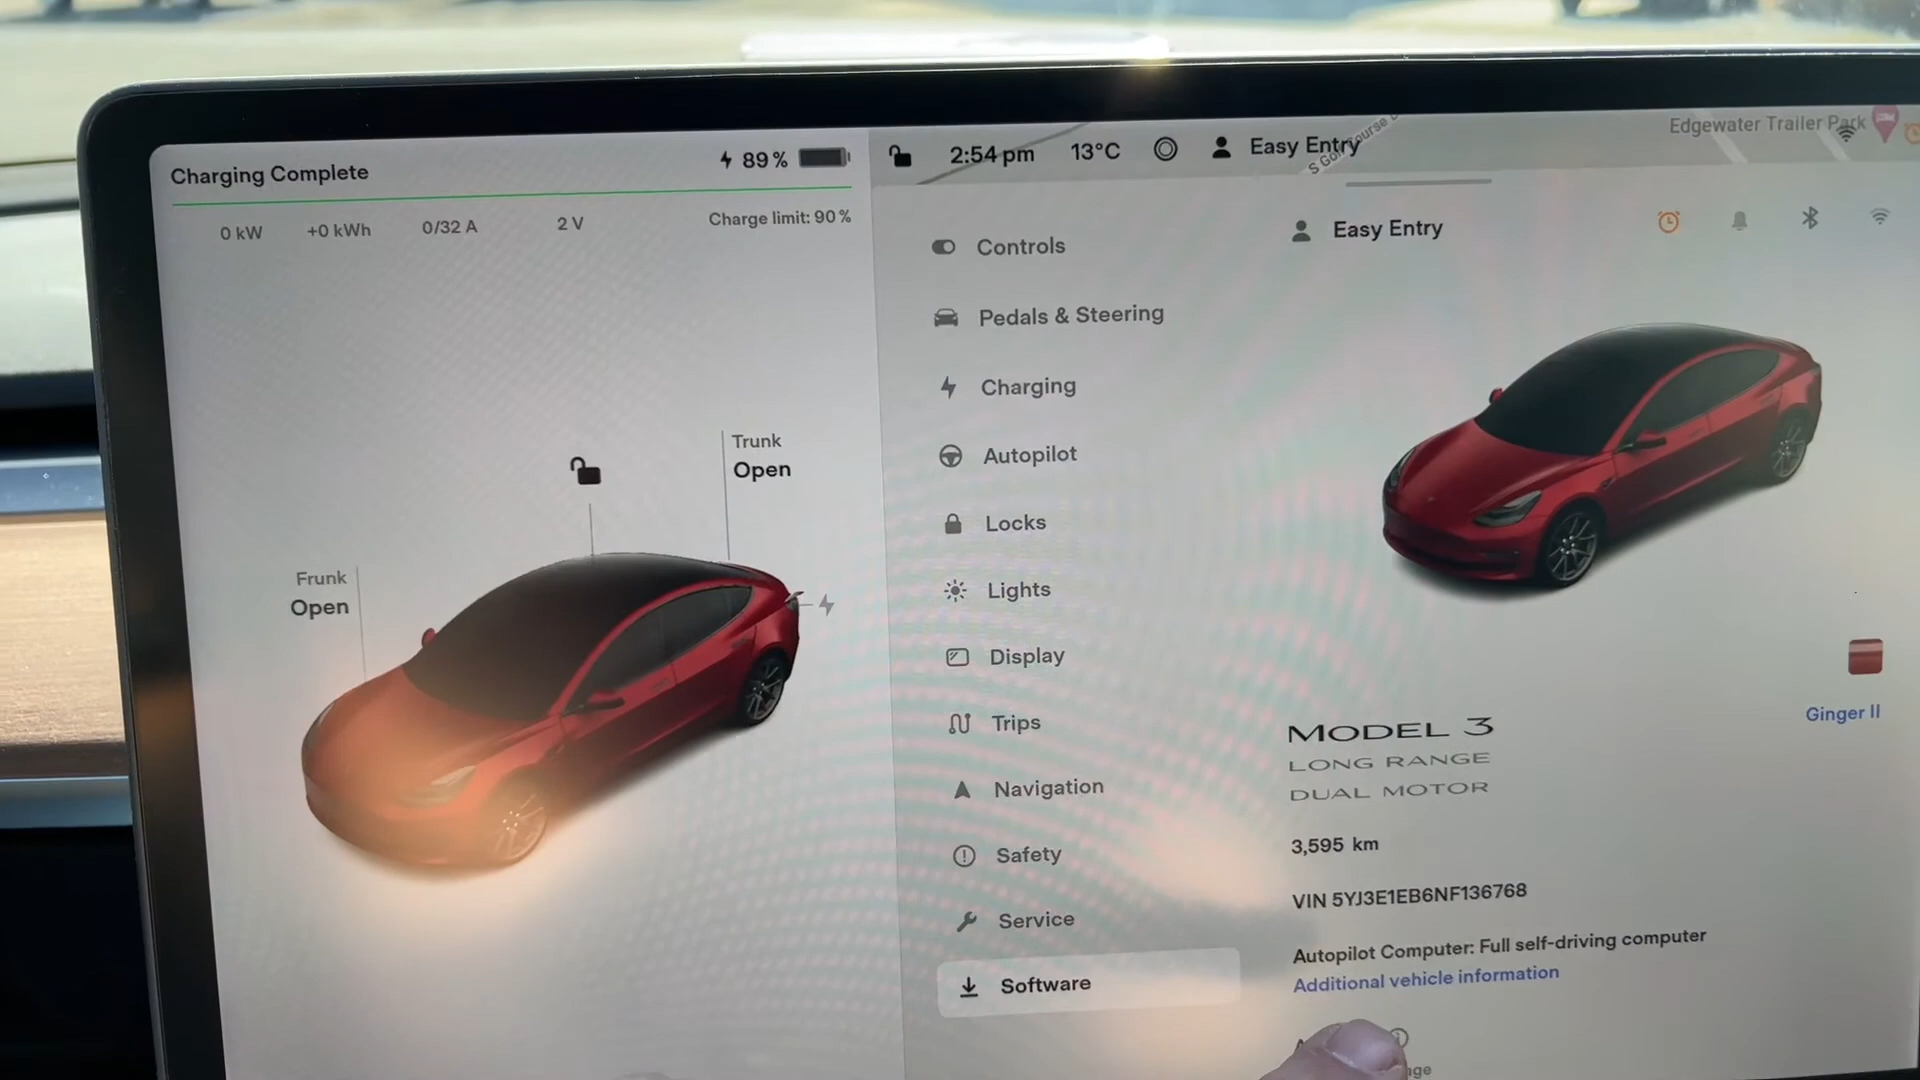 Charging Complete
89%
0 kW
+0 kWh
0/32 A
2 V
Charge limit: 90%
Trunk
Open
Frunk
Open
2:54 pm
13°C
Easy Entry
Edgewater Trailer Park
Easy Entry
Controls
Pedals & Steering
Charging
Autopilot
Locks
Lights
Display
Trips
Navigation
Safety
Service
Software
Ginger II
MODEL 3
LONG RANGE
DUAL MOTOR
3,595 km
VIN 5YJ3E1EB6NF136768
Autopilot Computer: Full self-driving computer
Additional vehicle information